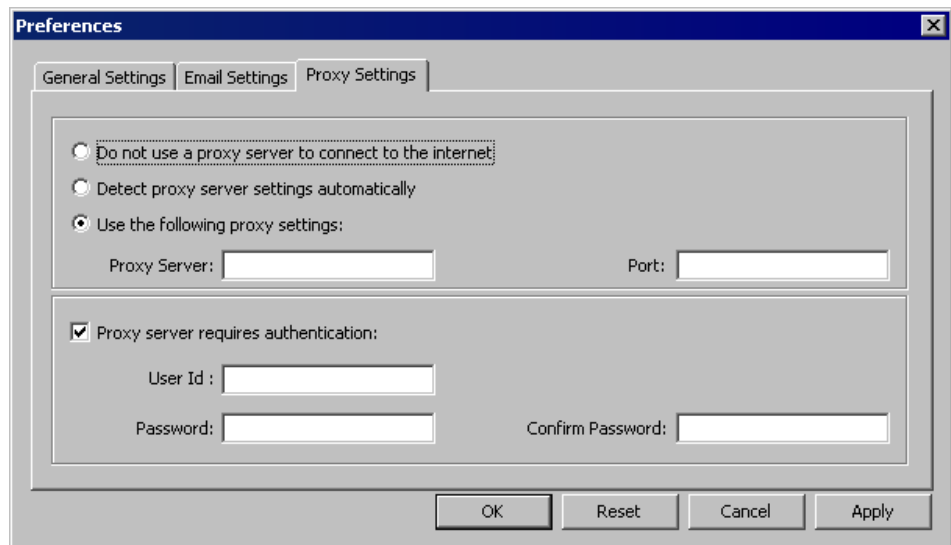 Preferences
General Settings Email Settings Proxy Settings
Do not use a proxy server to connect to the internet
Detect proxy server settings automatically
Use the following proxy settings:
Proxy Server: Port:
Proxy server requires authentication:
User Id :
Password: Confirm Password:
OK Reset Cancel Apply